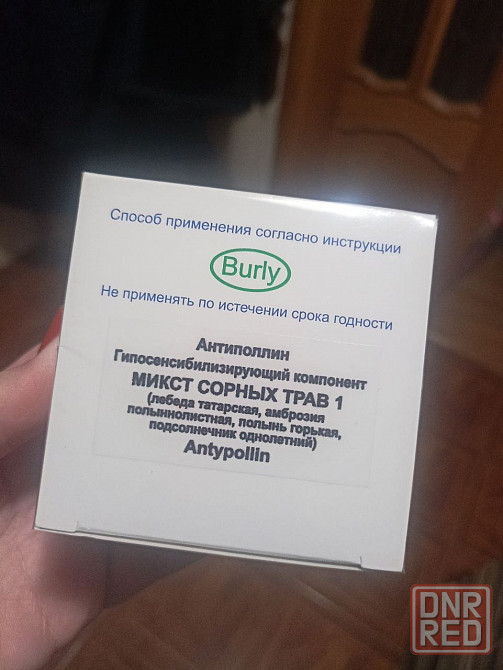 Способ применения согласно инструкции
Burly
Не применять по истечении срока годности
Антиполлин
Гипосенсибилизирующий компонент
МИКСТ СОРНЫХ ТРАВ 1
(лебеда татарская, амброзия
полыннолистная, полынь горькая,
подсолнечник однолетний)
Antypollin
DNR
RED